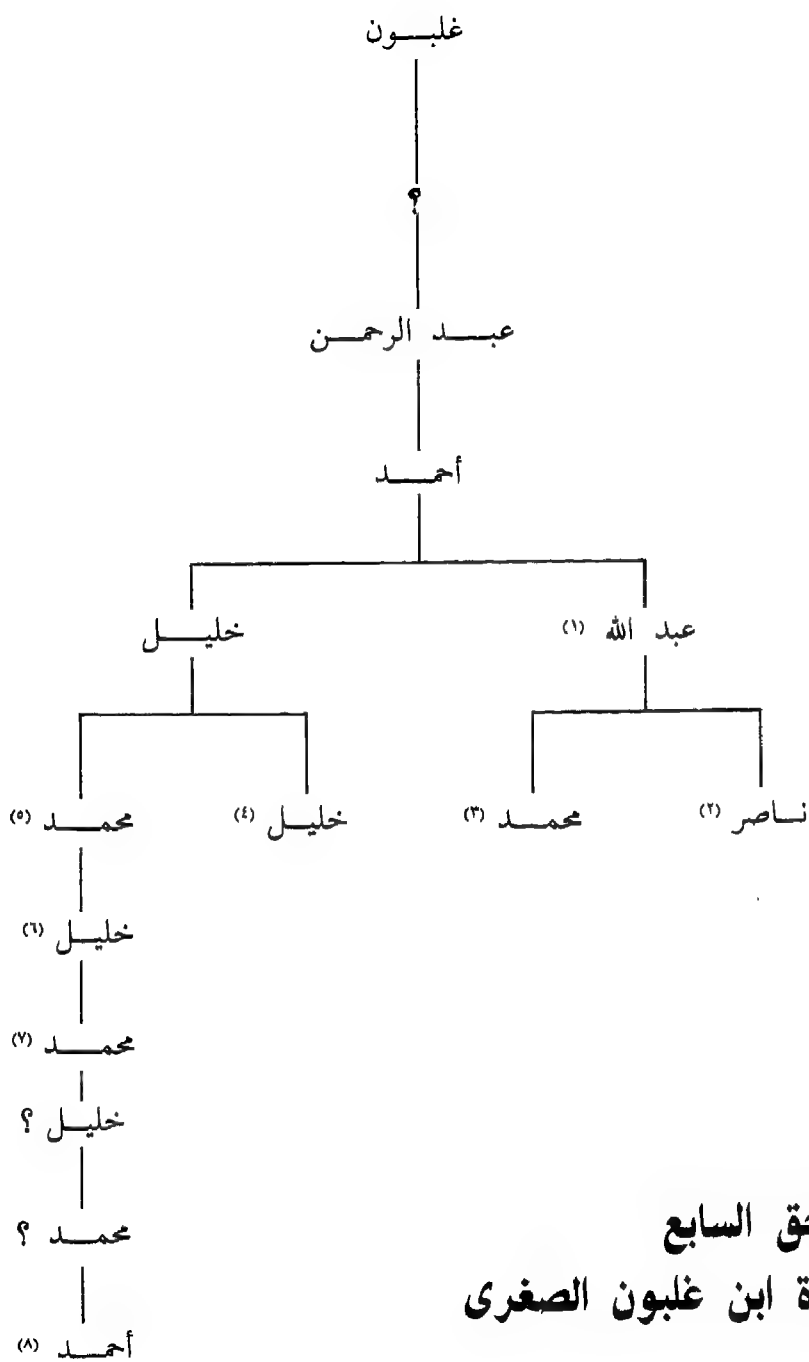 غلبون
؟
عبد الرحمن
أحمد
عبد الله (١) خليل
ناصر (٢) محمد (٣) خليل (٤) محمد (٥)
خليل (٦)
محمد (٧)
خليل ؟
محمد ؟
أحمد (٨)
السابع
ابن غلبون الصغرى